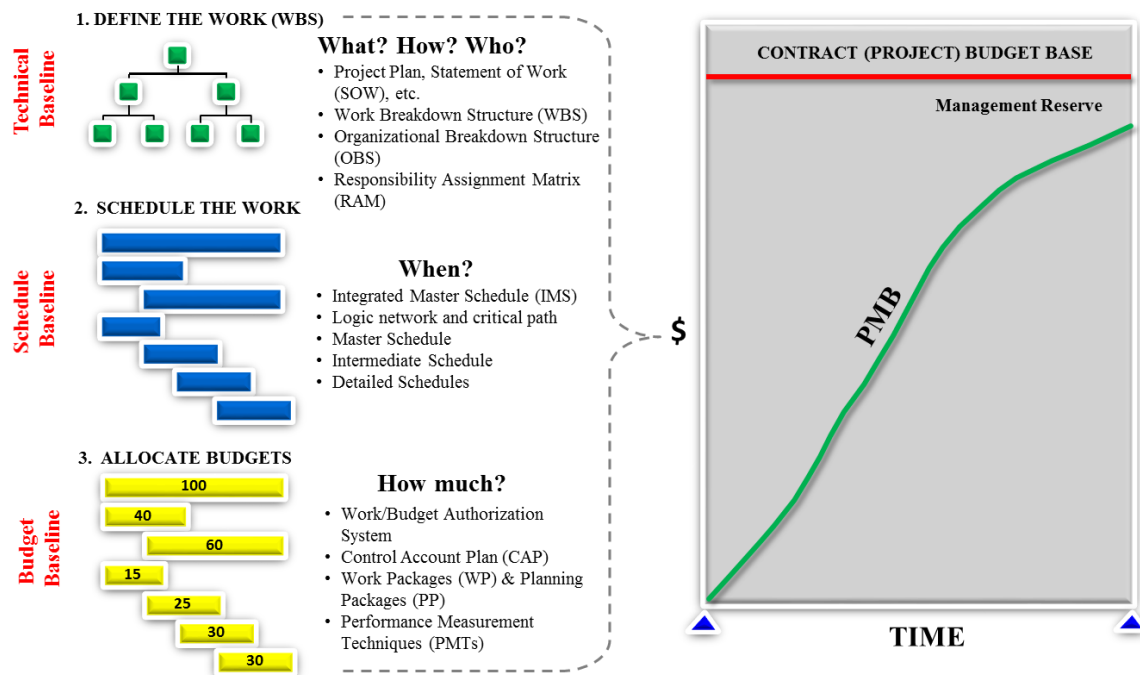 1. DEFINE THE WORK (WBS)
Technical
Baseline
What? How? Who?
• Project Plan, Statement of Work
(SOW), etc.
• Work Breakdown Structure (WBS)
• Organizational Breakdown Structure
(OBS)
• Responsibility Assignment Matrix
(RAM)
2. SCHEDULE THE WORK
Schedule
Baseline
When?
• Integrated Master Schedule (IMS)
• Logic network and critical path
• Master Schedule
• Intermediate Schedule
• Detailed Schedules
3. ALLOCATE BUDGETS
Budget
Baseline
100
40
60
15
25
30
30
How much?
• Work/Budget Authorization
System
• Control Account Plan (CAP)
• Work Packages (WP) & Planning
Packages (PP)
• Performance Measurement
Techniques (PMTs)
$
CONTRACT (PROJECT) BUDGET BASE
Management Reserve
PMB
TIME